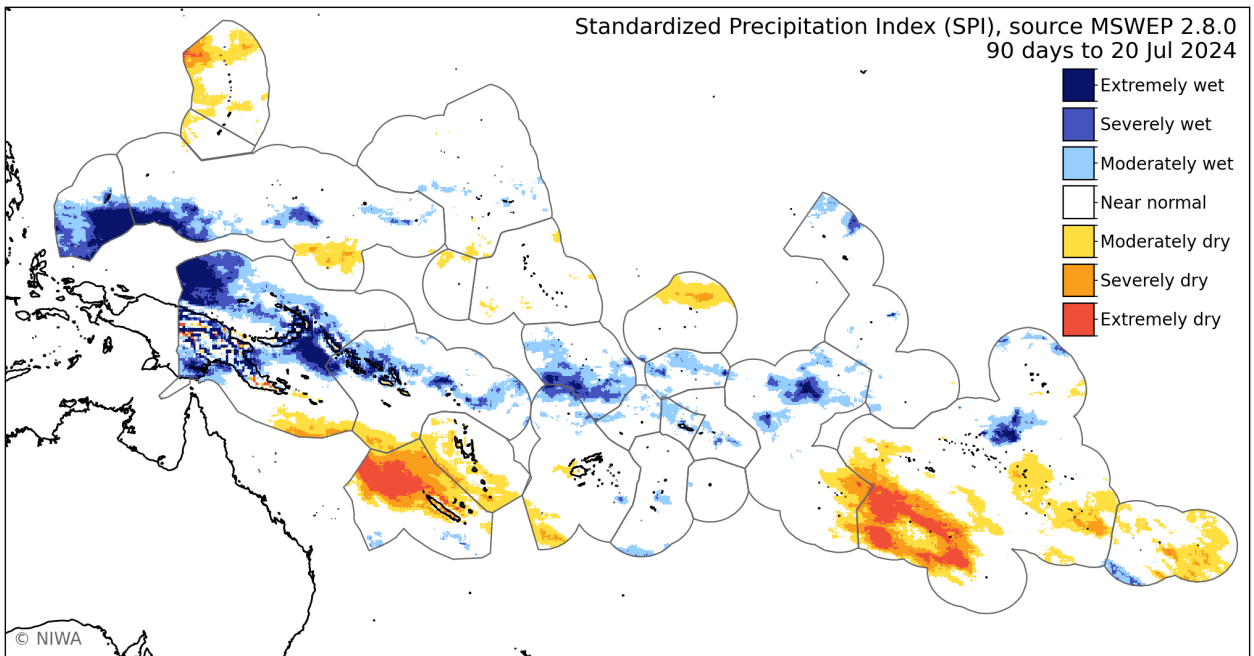 Standardized Precipitation Index (SPI), source MSWEP 2.8.0
90 days to 20 Jul 2024
Extremely wet
Severely wet
Moderately wet
Near normal
Moderately dry
Severely dry
Extremely dry
© NIWA